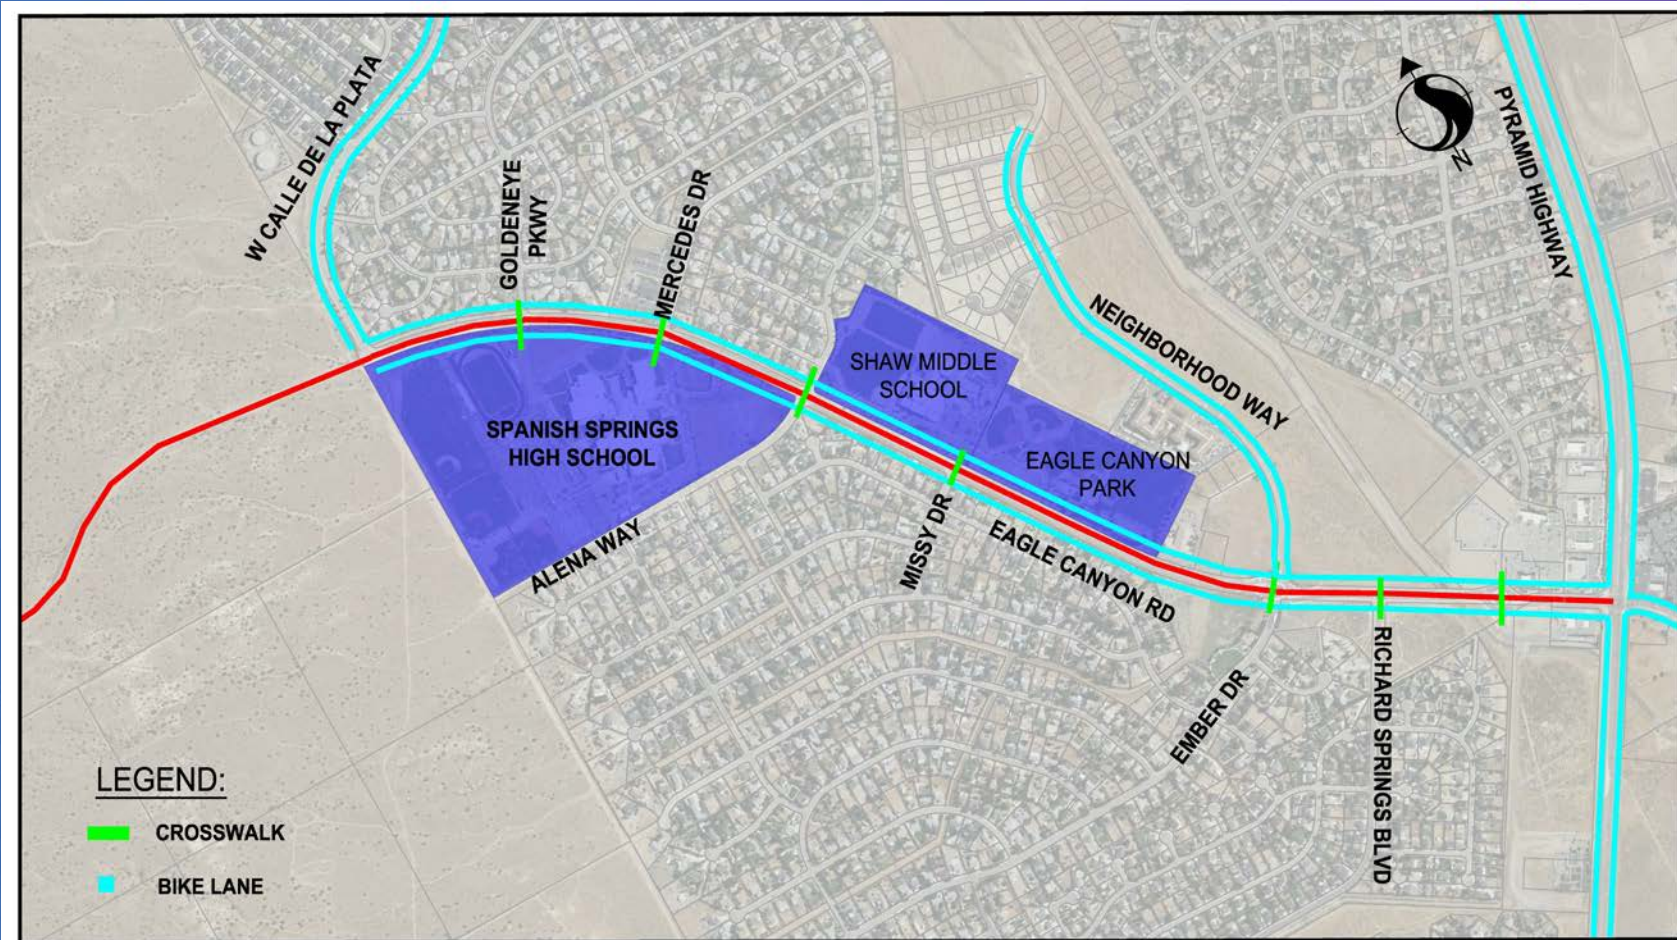 W CALLE DE LA PLATA
GOLDENEYE
PKWY
MERCEDES DR
PYRAMID HIGHWAY
N
NEIGHBORHOOD WAY
SHAW MIDDLE
SCHOOL
SPANISH SPRINGS
HIGH SCHOOL
EAGLE CANYON
PARK
ALENA WAY
MISSY DR
EAGLE CANYON RD
EMBER DR
RICHARD SPRINGS BLVD
LEGEND:
CROSSWALK
BIKE LANE